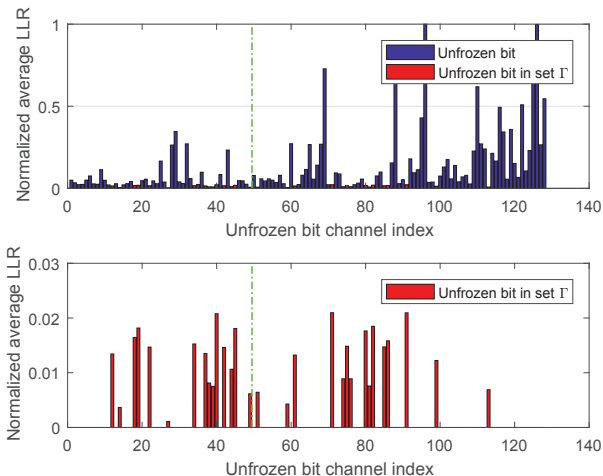 1
0.5
0
Normalized average LLR
Unfrozen bit
Unfrozen bit in set Γ
0 20 40 60 80 100 120 140
Unfrozen bit channel index
0.03
0.02
0.01
0
Normalized average LLR
Unfrozen bit in set Γ
0 20 40 60 80 100 120 140
Unfrozen bit channel index